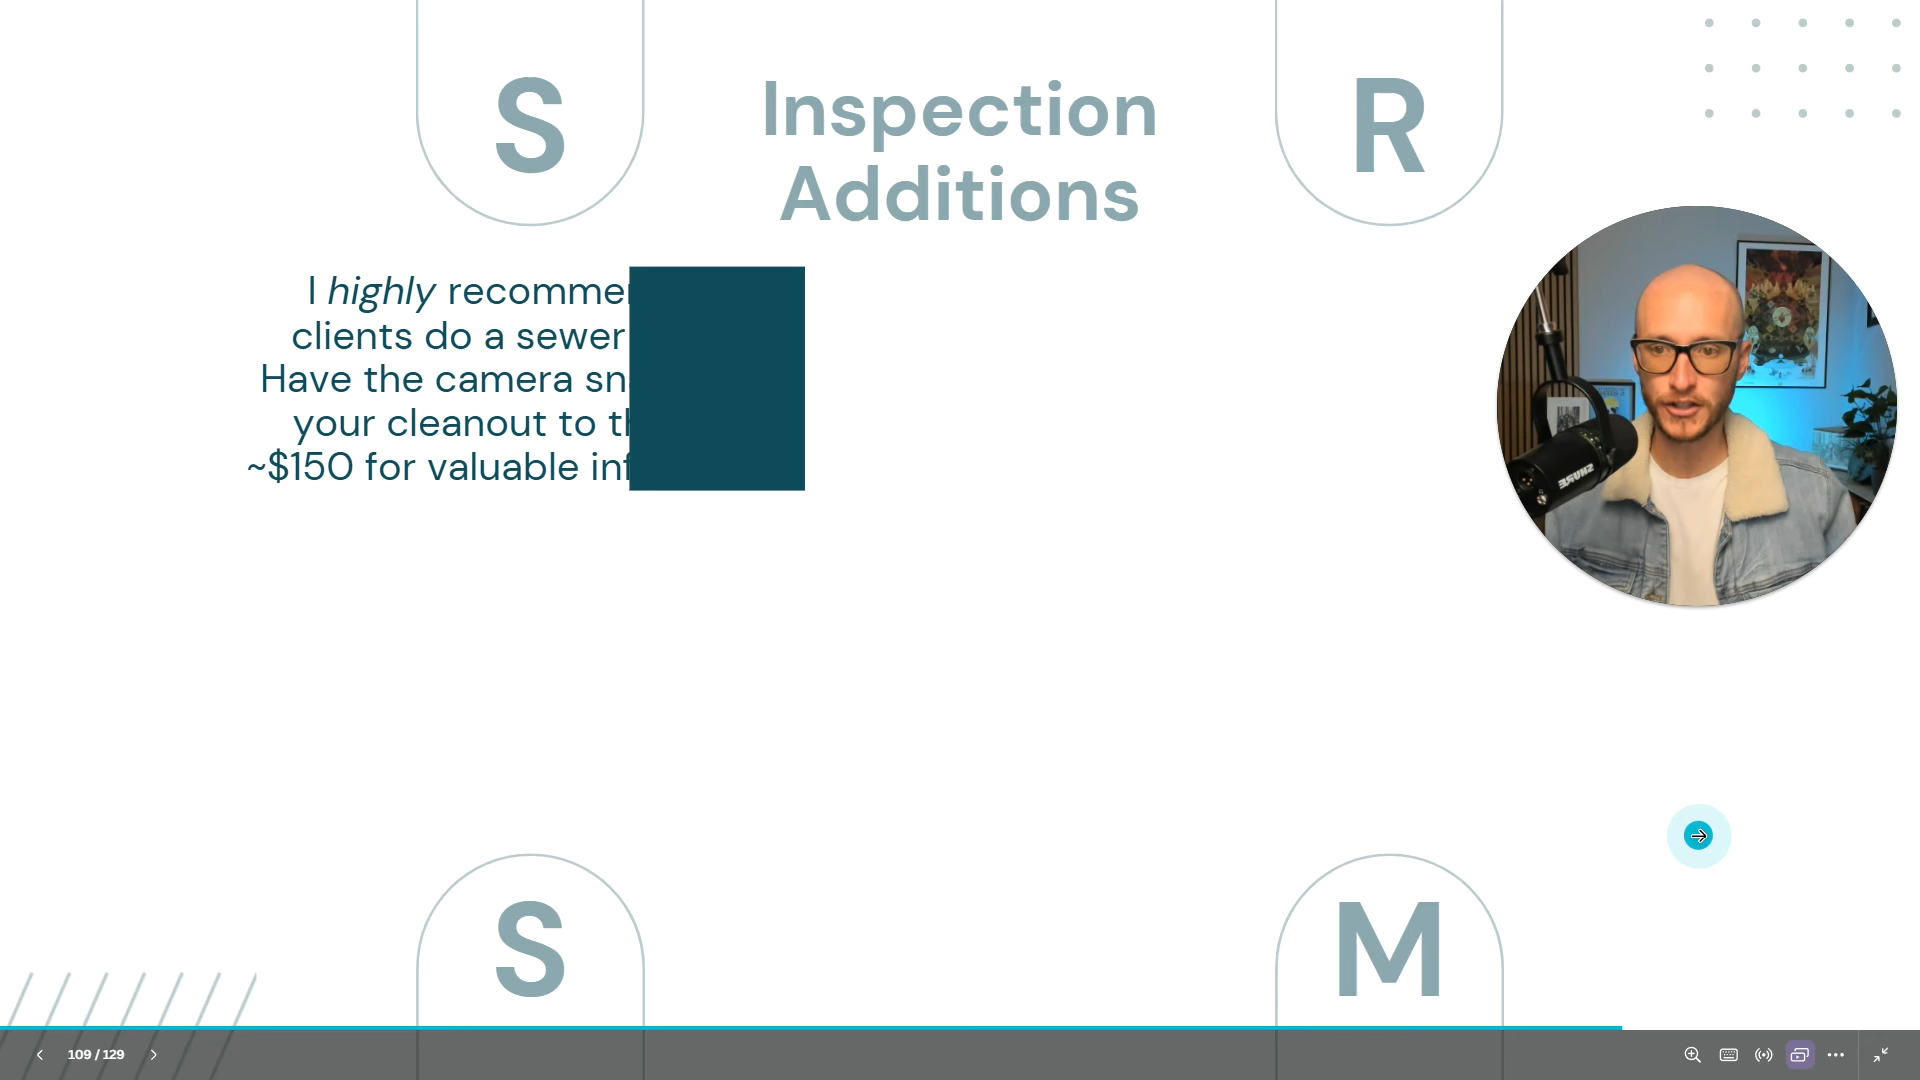 S
Inspection
Additions
R
I highly recomme
clients do a sewer
Have the camera sn
your cleanout to t
~$150 for valuable in
SHURE
S
M
109 / 129